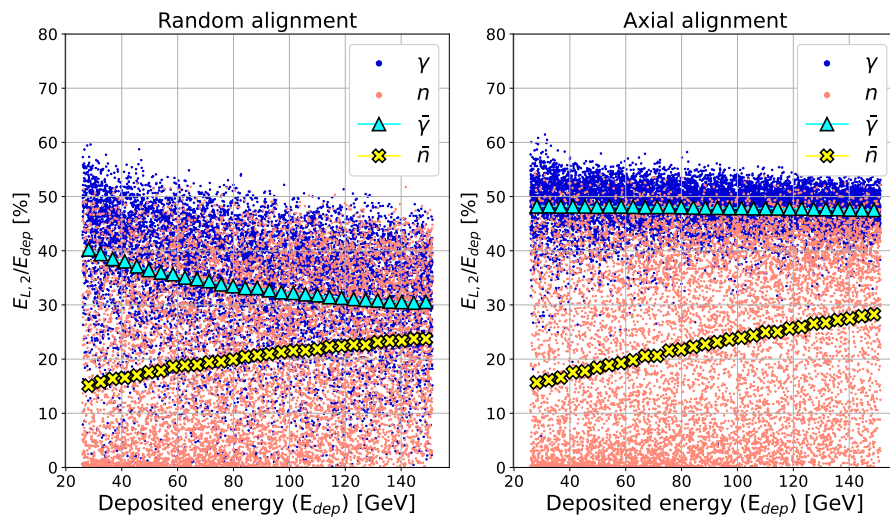 Random alignment
80
70
60
50
40
30
20
10
0
E_{L,2}/E_{dep} [%]
20 40 60 80 100 120 140
Deposited energy (E_{dep}) [GeV]
γ
n
γ̄
n̄
Axial alignment
80
70
60
50
40
30
20
10
0
E_{L,2}/E_{dep} [%]
20 40 60 80 100 120 140
Deposited energy (E_{dep}) [GeV]
γ
n
γ̄
n̄